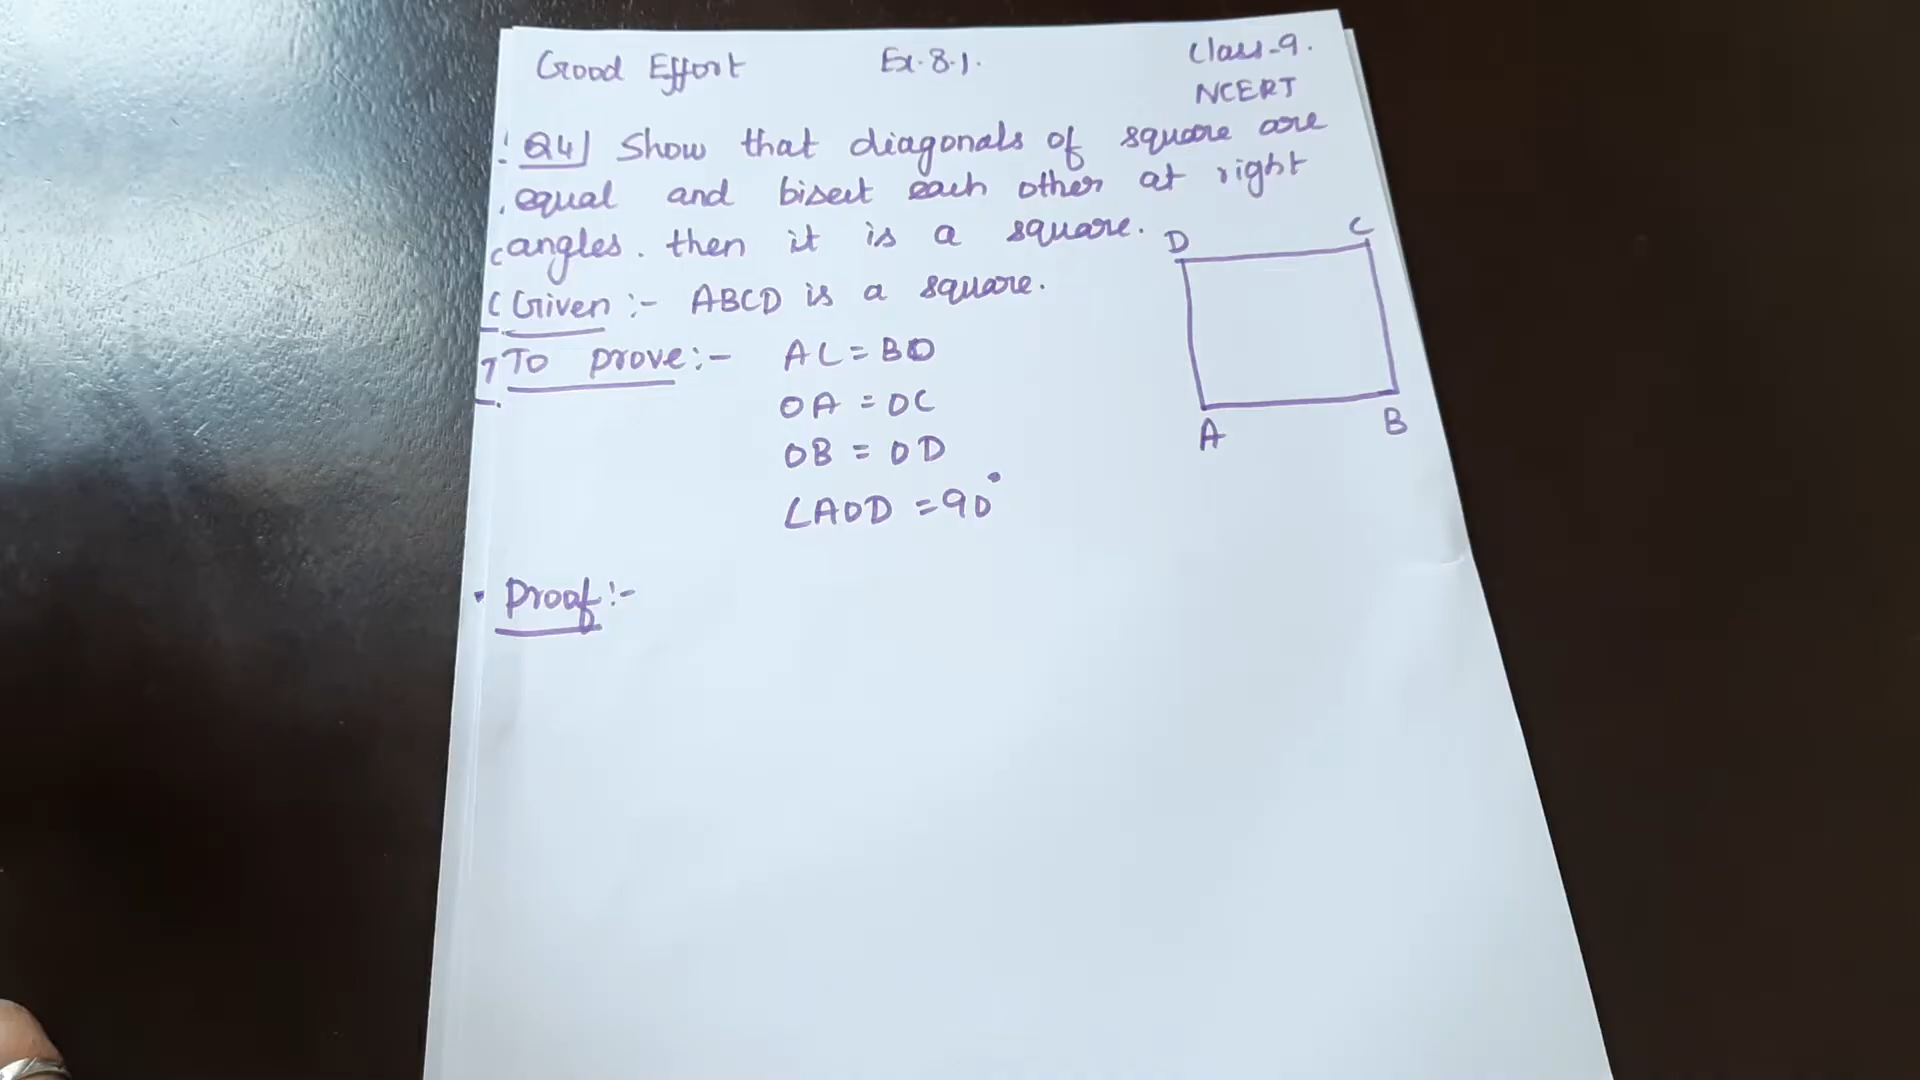 Good Effort Ex. 8.1. Class-9.
NCERT
Q4) Show that diagonals of square are
equal and bisect each other at right
angles. then it is a square.
Given :- ABCD is a square.
To prove :- AC = BD
OA = OC
OB = OD
∠AOD = 90°
D C
A B
Proof :-